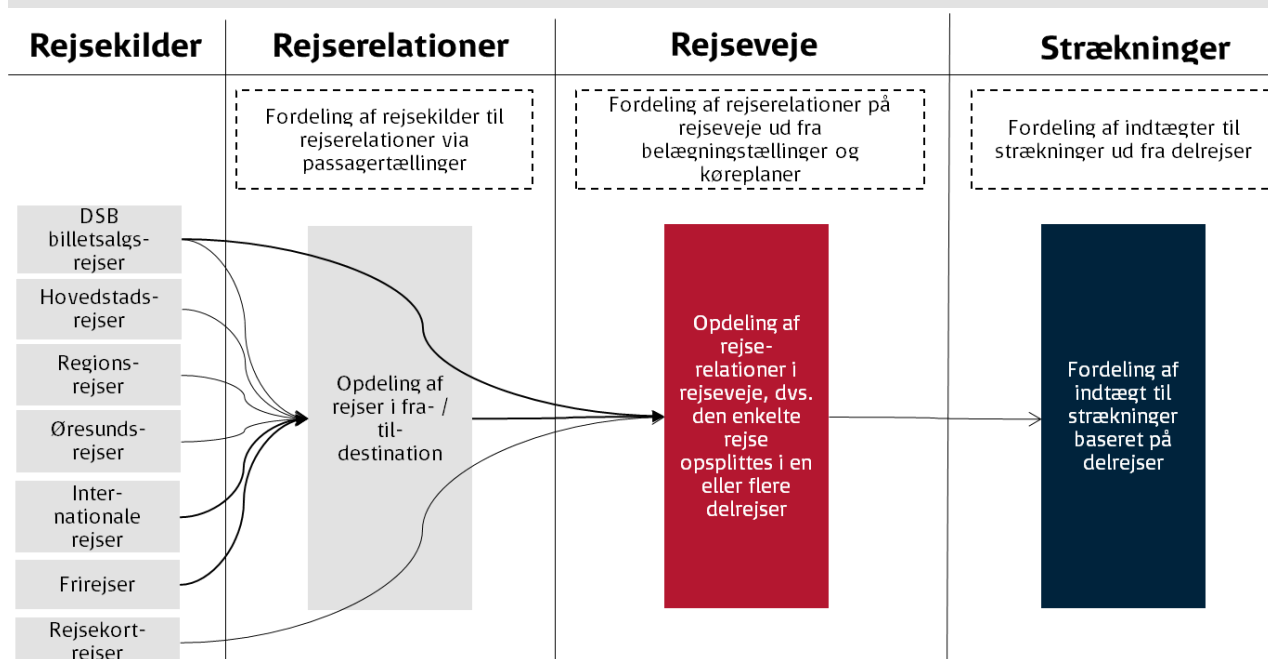 Rejsekilder
Rejserelationer
Rejseveje
Strækninger
Fordeling af rejsekilder til
rejserelationer via
passagertællinger
Fordeling af rejserelationer på
rejseveje ud fra
belægningstællinger og
køreplaner
Fordeling af indtægter til
strækninger ud fra delrejser
DSB
billetsalgs-
rejser
Hovedstads-
rejser
Regions-
rejser
Øresunds-
rejser
Inter-
nationale
rejser
Frirejser
Rejsekort-
rejser
Opdeling af
rejser i fra- /
til-
destination
Opdeling af
rejse-
relationer i
rejseveje, dvs.
den enkelte
rejse
opsplittes i en
eller flere
delrejser
Fordeling af
indtægt til
strækninger
baseret på
delrejser